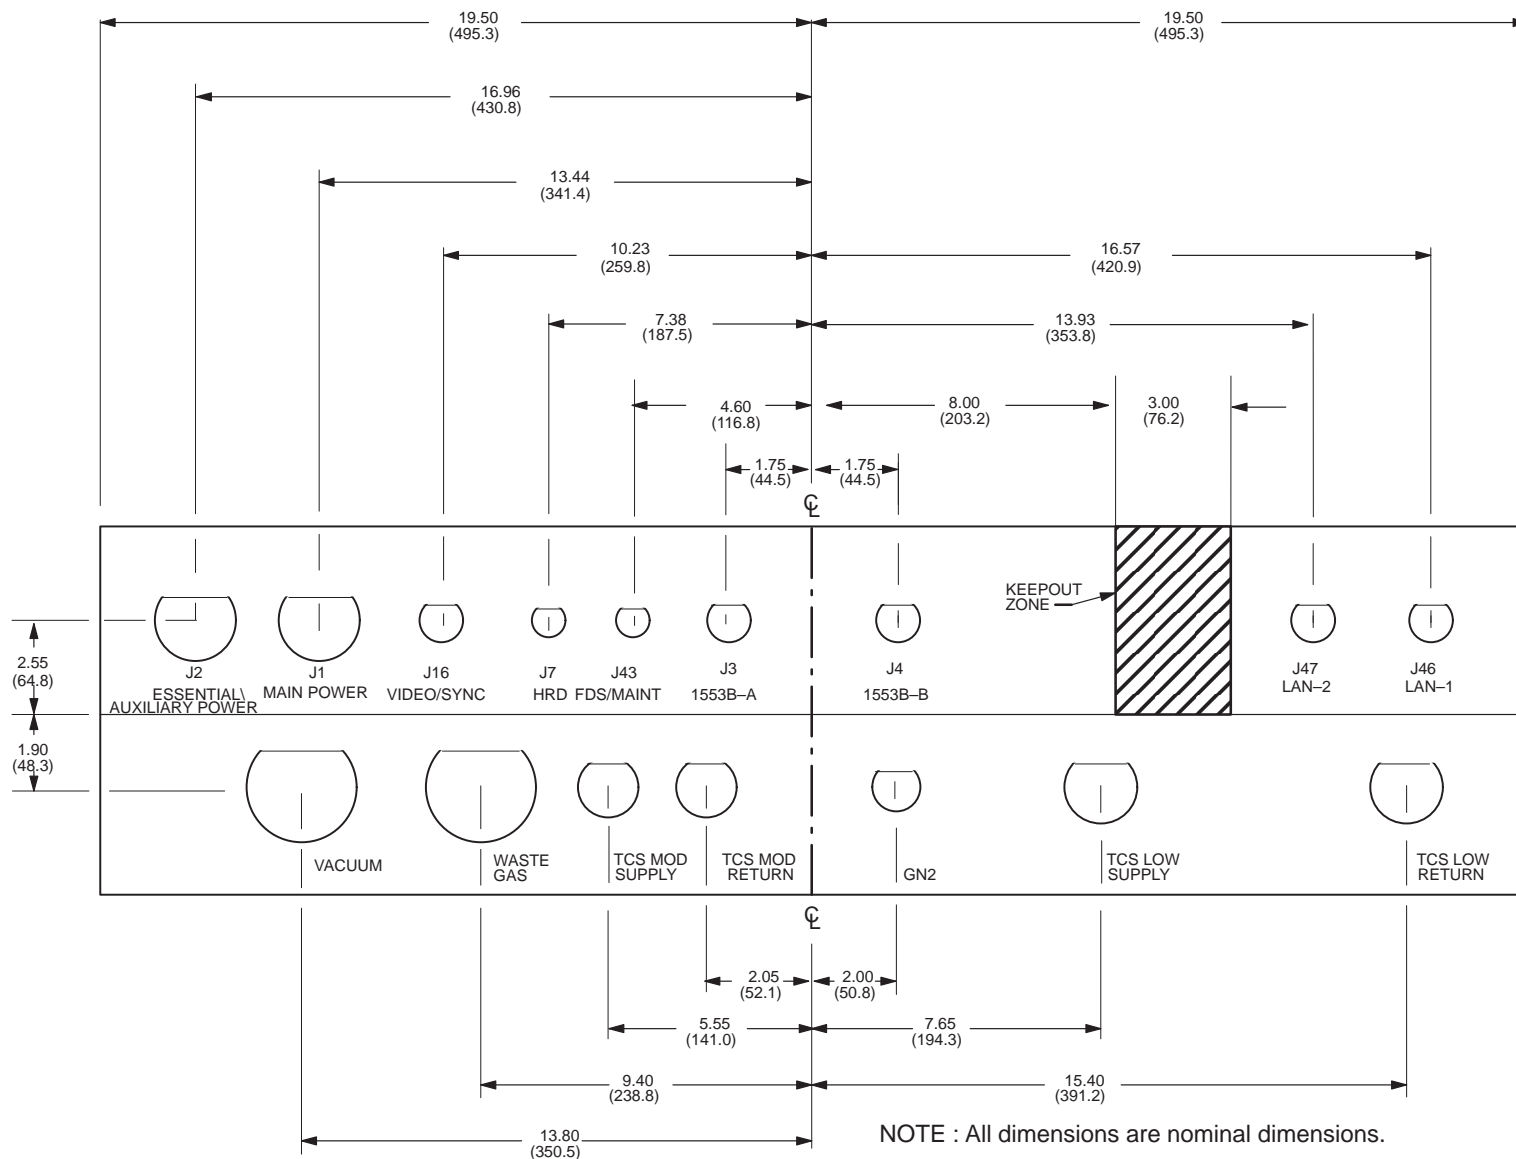 19.50
(495.3)
19.50
(495.3)
16.96
(430.8)
13.44
(341.4)
10.23
(259.8)
16.57
(420.9)
7.38
(187.5)
13.93
(353.8)
4.60
(116.8)
8.00
(203.2)
3.00
(76.2)
1.75
(44.5)
1.75
(44.5)
℄
KEEPOUT
ZONE
2.55
(64.8)
J2
ESSENTIAL\
AUXILIARY POWER
J1
MAIN POWER
J16
VIDEO/SYNC
J7
HRD
J43
FDS/MAINT
J3
1553B–A
J4
1553B–B
J47
LAN–2
J46
LAN–1
1.90
(48.3)
VACUUM
WASTE
GAS
TCS MOD
SUPPLY
TCS MOD
RETURN
GN2
TCS LOW
SUPPLY
TCS LOW
RETURN
℄
2.05
(52.1)
2.00
(50.8)
5.55
(141.0)
7.65
(194.3)
9.40
(238.8)
15.40
(391.2)
13.80
(350.5)
NOTE : All dimensions are nominal dimensions.